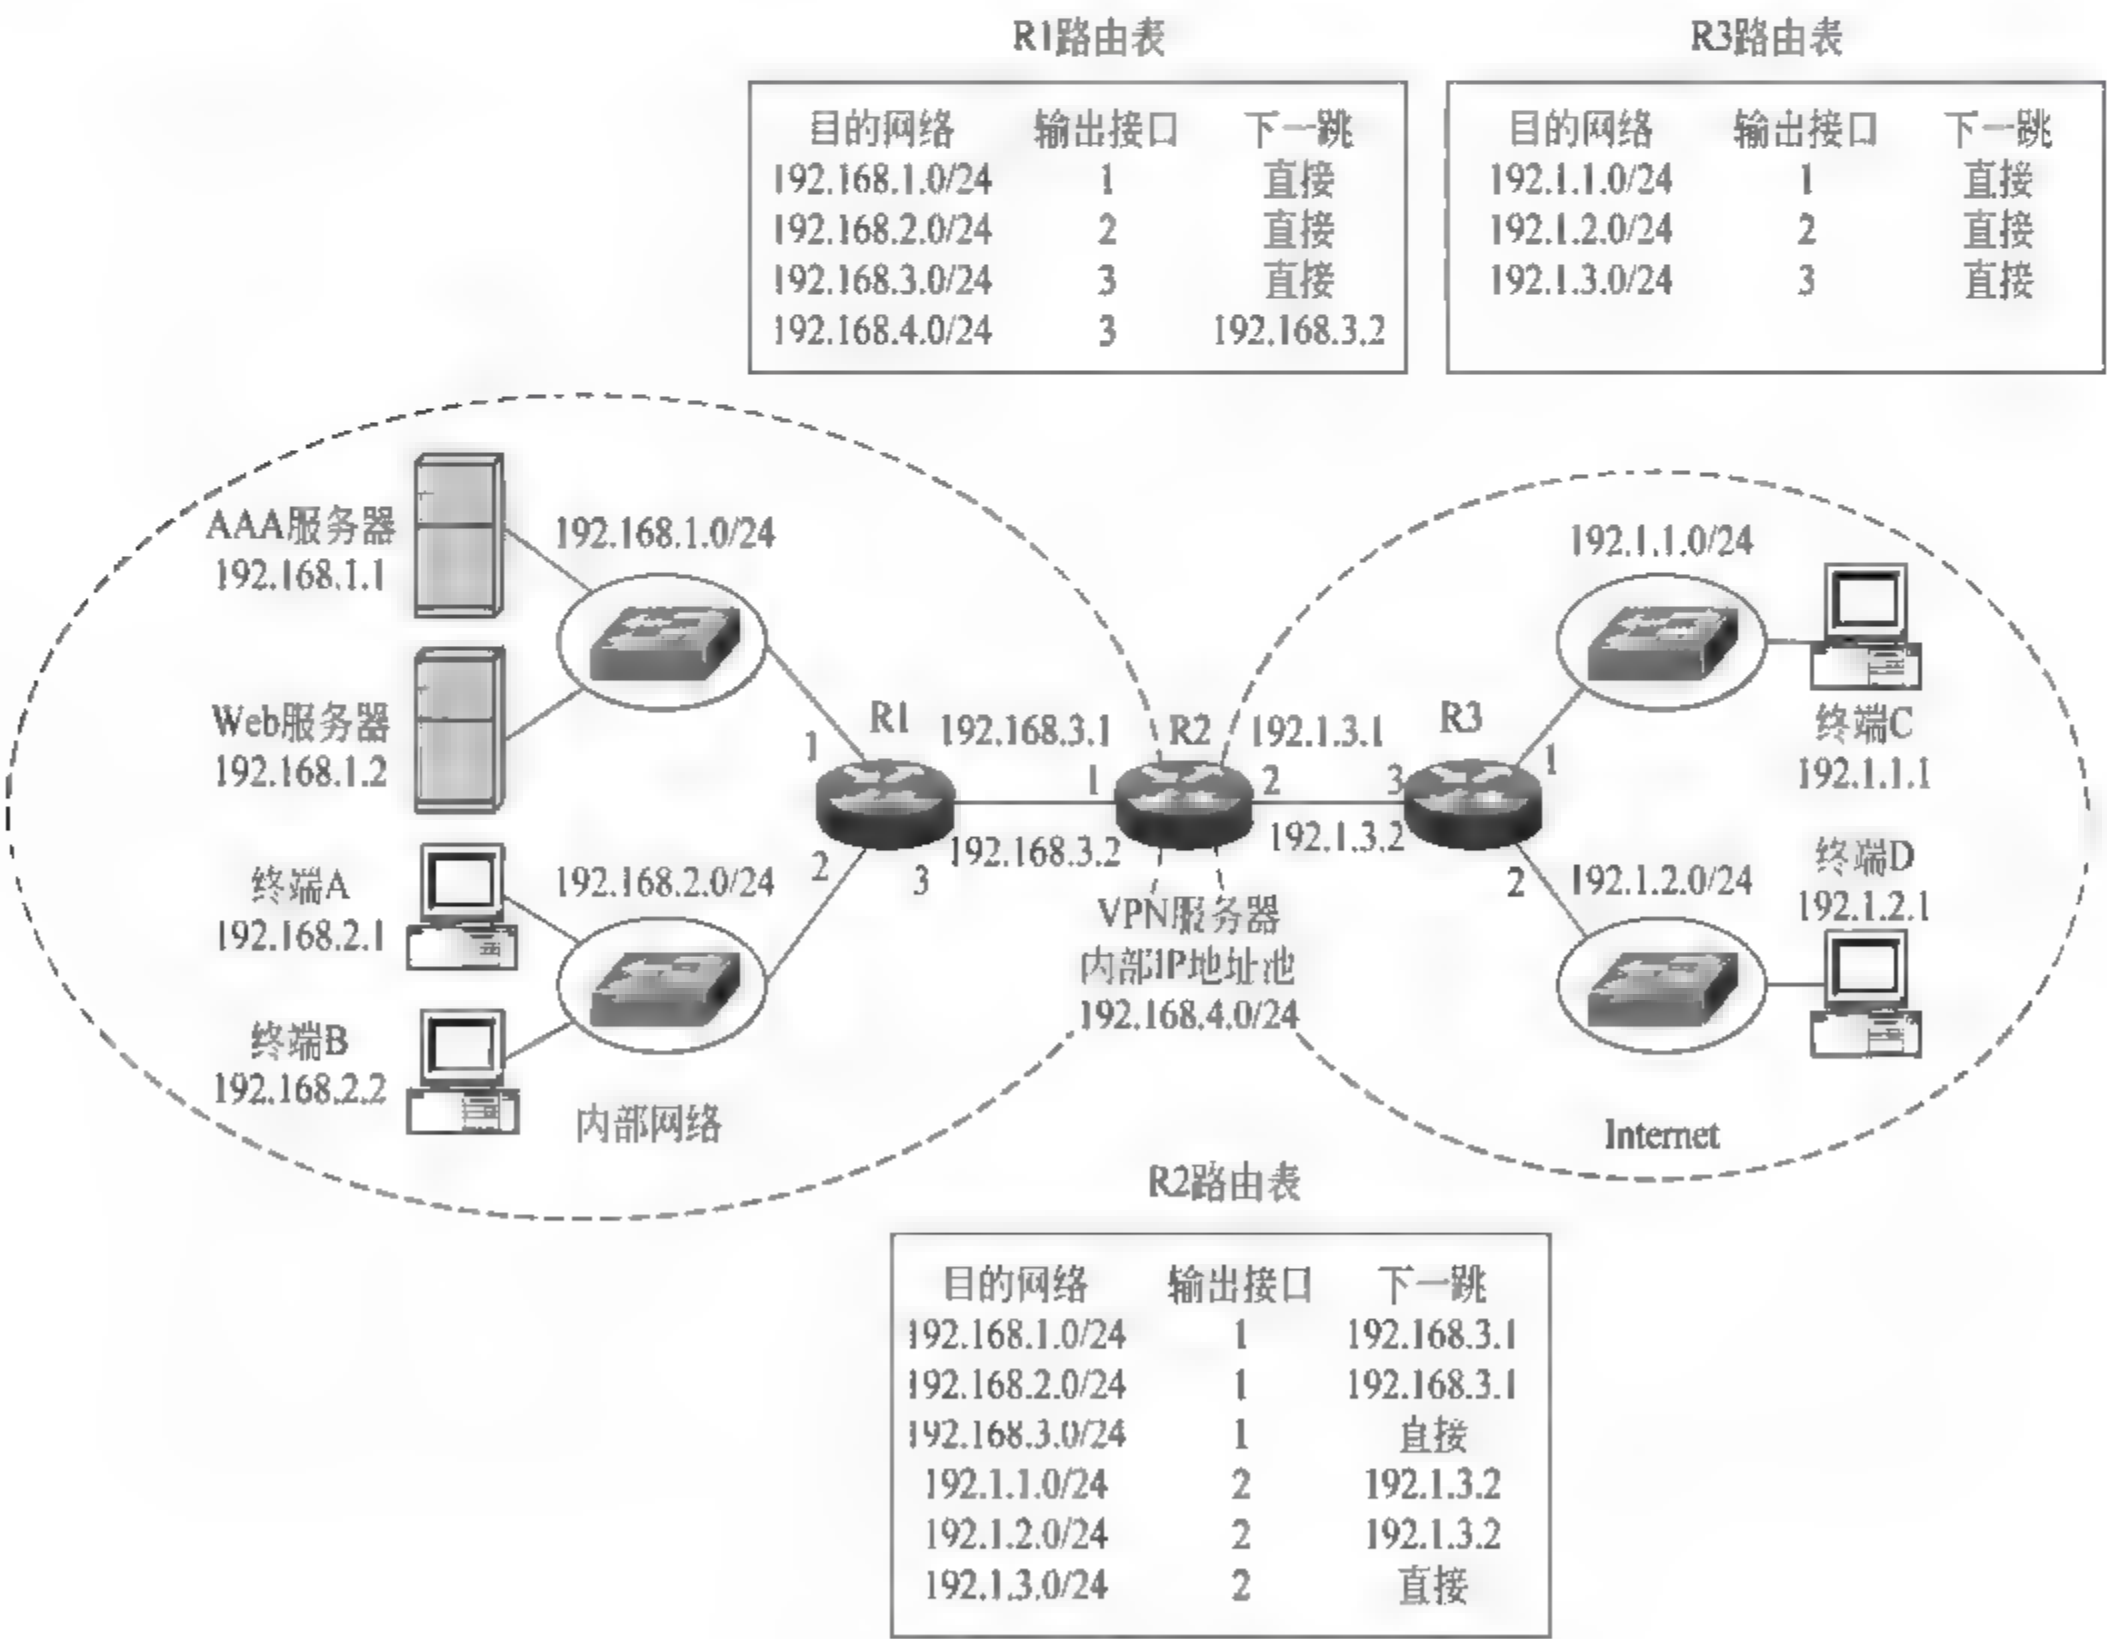 R1路由表
目的网络 输出接口 下一跳
192.168.1.0/24 1 直接
192.168.2.0/24 2 直接
192.168.3.0/24 3 直接
192.168.4.0/24 3 192.168.3.2
R3路由表
目的网络 输出接口 下一跳
192.1.1.0/24 1 直接
192.1.2.0/24 2 直接
192.1.3.0/24 3 直接
AAA服务器
192.168.1.1
192.168.1.0/24
Web服务器
192.168.1.2
终端A
192.168.2.1
192.168.2.0/24
终端B
192.168.2.2
内部网络
R1
1
2
3
192.168.3.1
192.168.3.2
R2
1
2
VPN服务器
内部IP地址池
192.168.4.0/24
192.1.3.1
192.1.3.2
R3
3
1
2
192.1.1.0/24
终端C
192.1.1.1
192.1.2.0/24
终端D
192.1.2.1
Internet
R2路由表
目的网络 输出接口 下一跳
192.168.1.0/24 1 192.168.3.1
192.168.2.0/24 1 192.168.3.1
192.168.3.0/24 1 直接
192.1.1.0/24 2 192.1.3.2
192.1.2.0/24 2 192.1.3.2
192.1.3.0/24 2 直接